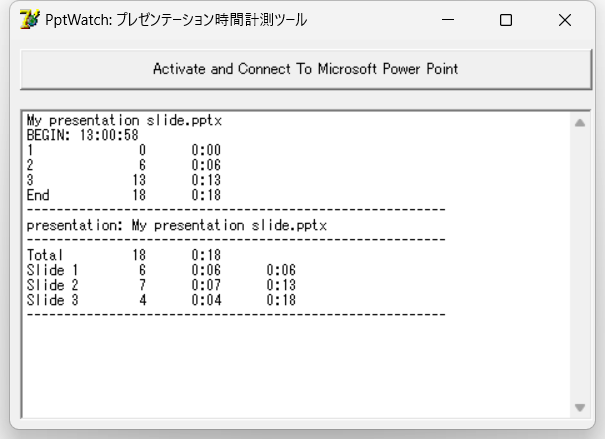 PptWatch: プレゼンテーション時間計測ツール
Activate and Connect To Microsoft Power Point
My presentation slide.pptx
BEGIN: 13:00:58
1 0 0:00
2 6 0:06
3 13 0:13
End 18 0:18
--------------------------------------------------------
presentation: My presentation slide.pptx
--------------------------------------------------------
Total 18 0:18
Slide 1 6 0:06 0:06
Slide 2 7 0:07 0:13
Slide 3 4 0:04 0:18
--------------------------------------------------------